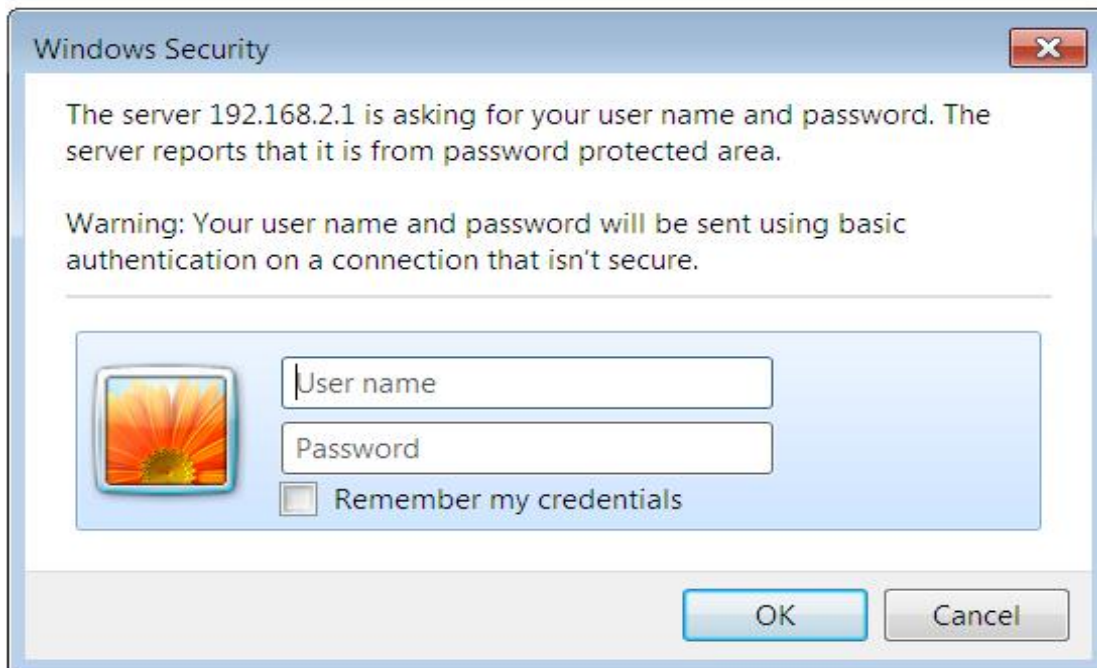 Windows Security
The server 192.168.2.1 is asking for your user name and password. The
server reports that it is from password protected area.
Warning: Your user name and password will be sent using basic
authentication on a connection that isn't secure.
User name
Password
Remember my credentials
OK
Cancel